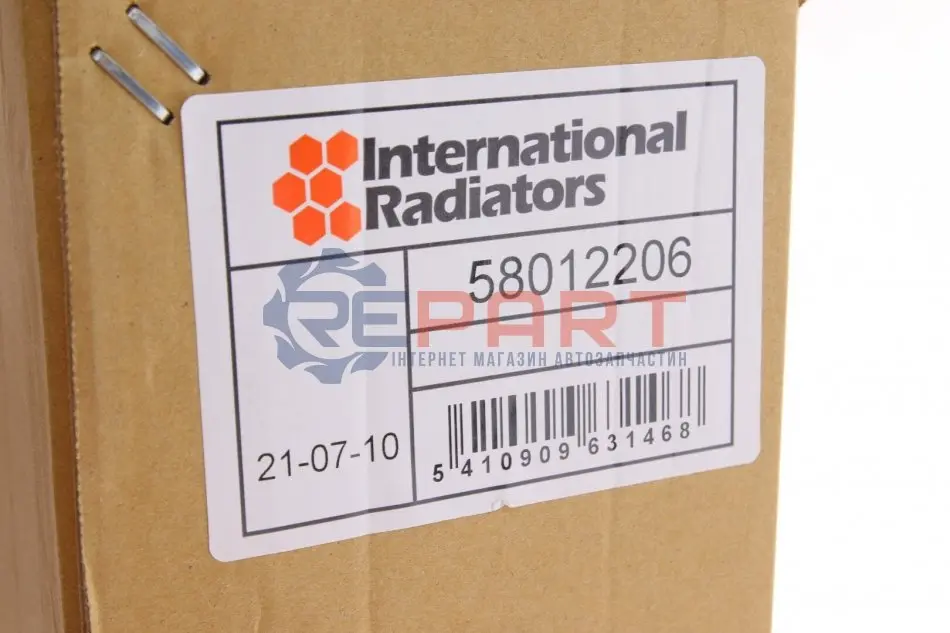 International
Radiators
58012206
REPART
ІНТЕРНЕТ МАГАЗИН АВТОЗАПЧАСТИН
21-07-10
5 410909 631468